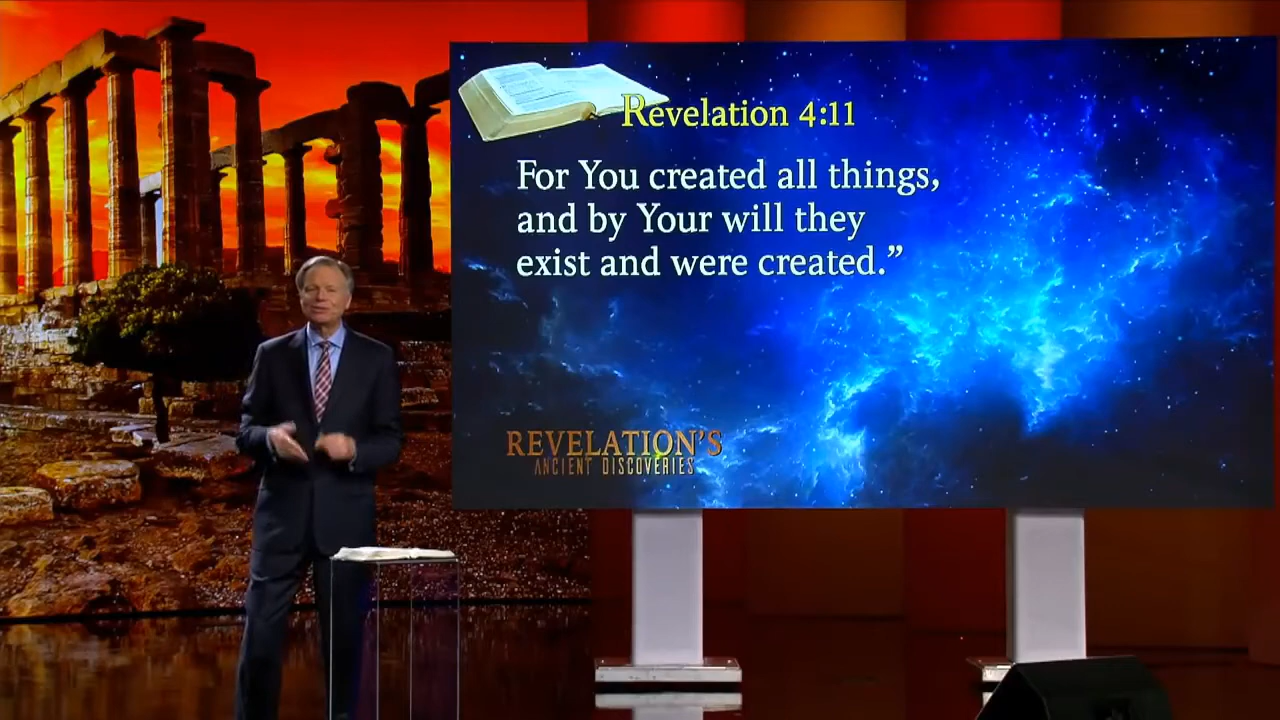 Revelation 4:11
For You created all things,
and by Your will they
exist and were created.”
REVELATION'S
ANCIENT DISCOVERIES